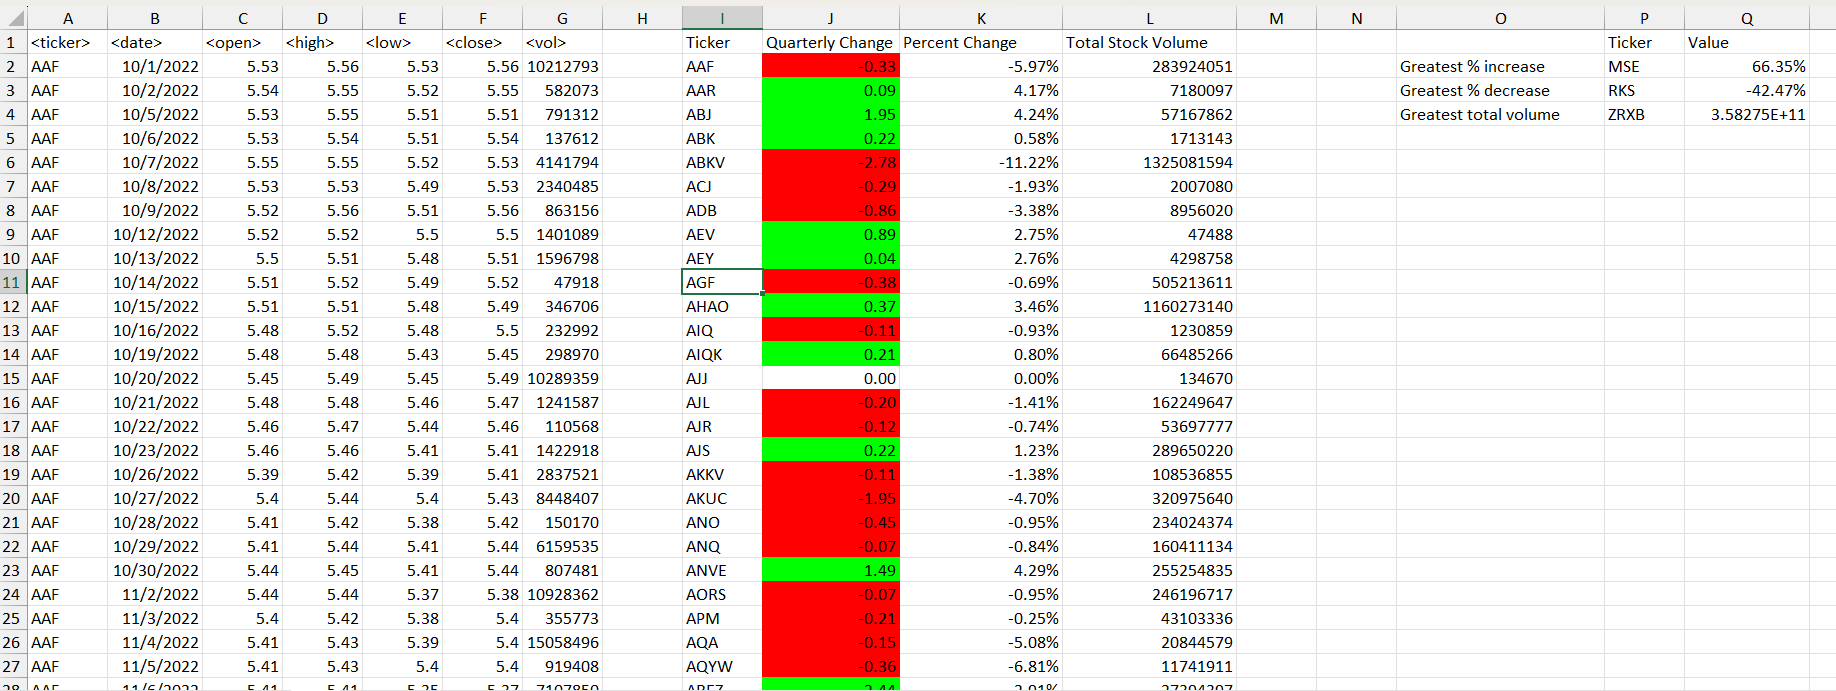 A B C D E F G H I J K L M N O P Q
1 <ticker> <date> <open> <high> <low> <close> <vol> Ticker Quarterly Change Percent Change Total Stock Volume Ticker Value
2 AAF 10/1/2022 5.53 5.56 5.53 5.56 10212793 AAF -0.33 -5.97% 283924051 Greatest % increase MSE 66.35%
3 AAF 10/2/2022 5.54 5.55 5.52 5.55 582073 AAR 0.09 4.17% 7180097 Greatest % decrease RKS -42.47%
4 AAF 10/5/2022 5.53 5.55 5.51 5.51 791312 ABJ 1.95 4.24% 57167862 Greatest total volume ZRXB 3.58275E+11
5 AAF 10/6/2022 5.53 5.54 5.51 5.54 137612 ABK 0.22 0.58% 1713143
6 AAF 10/7/2022 5.55 5.55 5.52 5.53 4141794 ABKV -2.78 -11.22% 1325081594
7 AAF 10/8/2022 5.53 5.53 5.49 5.53 2340485 ACJ -0.29 -1.93% 2007080
8 AAF 10/9/2022 5.52 5.56 5.51 5.56 863156 ADB -0.86 -3.38% 8956020
9 AAF 10/12/2022 5.52 5.52 5.5 5.5 1401089 AEV 0.89 2.75% 47488
10 AAF 10/13/2022 5.5 5.51 5.48 5.51 1596798 AEY 0.04 2.76% 4298758
11 AAF 10/14/2022 5.51 5.52 5.49 5.52 47918 AGF -0.38 -0.69% 505213611
12 AAF 10/15/2022 5.51 5.51 5.48 5.49 346706 AHAO 0.37 3.46% 1160273140
13 AAF 10/16/2022 5.48 5.52 5.48 5.5 232992 AIQ -0.11 -0.93% 1230859
14 AAF 10/19/2022 5.48 5.48 5.43 5.45 298970 AIQK 0.21 0.80% 66485266
15 AAF 10/20/2022 5.45 5.49 5.45 5.49 10289359 AJJ 0.00 0.00% 134670
16 AAF 10/21/2022 5.48 5.48 5.46 5.47 1241587 AJL -0.20 -1.41% 162249647
17 AAF 10/22/2022 5.46 5.47 5.44 5.46 110568 AJR -0.12 -0.74% 53697777
18 AAF 10/23/2022 5.46 5.46 5.41 5.41 1422918 AJS 0.22 1.23% 289650220
19 AAF 10/26/2022 5.39 5.42 5.39 5.41 2837521 AKKV -0.11 -1.38% 108536855
20 AAF 10/27/2022 5.4 5.44 5.4 5.43 8448407 AKUC -1.95 -4.70% 320975640
21 AAF 10/28/2022 5.41 5.42 5.38 5.42 150170 ANO -0.45 -0.95% 234024374
22 AAF 10/29/2022 5.41 5.44 5.41 5.44 6159535 ANQ -0.07 -0.84% 160411134
23 AAF 10/30/2022 5.44 5.45 5.41 5.44 807481 ANVE 1.49 4.29% 255254835
24 AAF 11/2/2022 5.44 5.44 5.37 5.38 10928362 AORS -0.07 -0.95% 246196717
25 AAF 11/3/2022 5.4 5.42 5.38 5.4 355773 APM -0.21 -0.25% 43103336
26 AAF 11/4/2022 5.41 5.43 5.39 5.4 15058496 AQA -0.15 -5.08% 20844579
27 AAF 11/5/2022 5.41 5.43 5.4 5.4 919408 AQYW -0.36 -6.81% 11741911